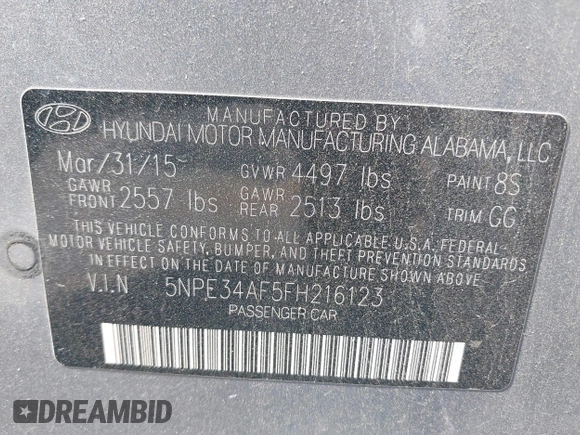 MANUFACTURED BY
HYUNDAI MOTOR MANUFACTURING ALABAMA, LLC
Mar/31/15 GVWR 4497 lbs PAINT 8S
GAWR FRONT 2557 lbs GAWR REAR 2513 lbs TRIM GG
THIS VEHICLE CONFORMS TO ALL APPLICABLE U.S.A. FEDERAL
MOTOR VEHICLE SAFETY, BUMPER, AND THEFT PREVENTION STANDARDS
IN EFFECT ON THE DATE OF MANUFACTURE SHOWN ABOVE.
V.I.N 5NPE34AF5FH216123
PASSENGER CAR
DREAMBID